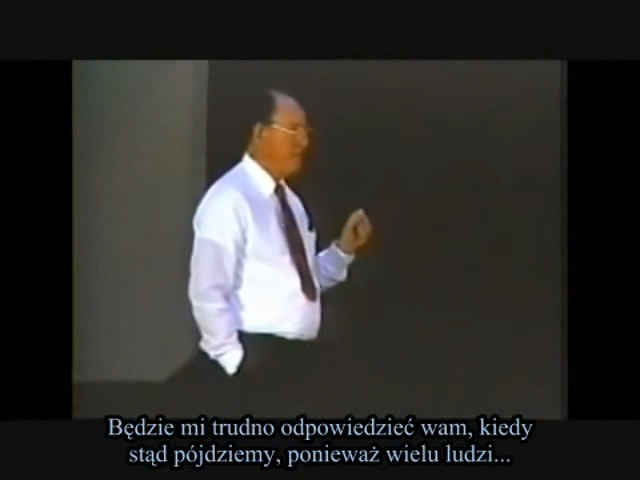 Będzie mi trudno odpowiedzieć wam, kiedy
stąd pójdziemy, ponieważ wielu ludzi...